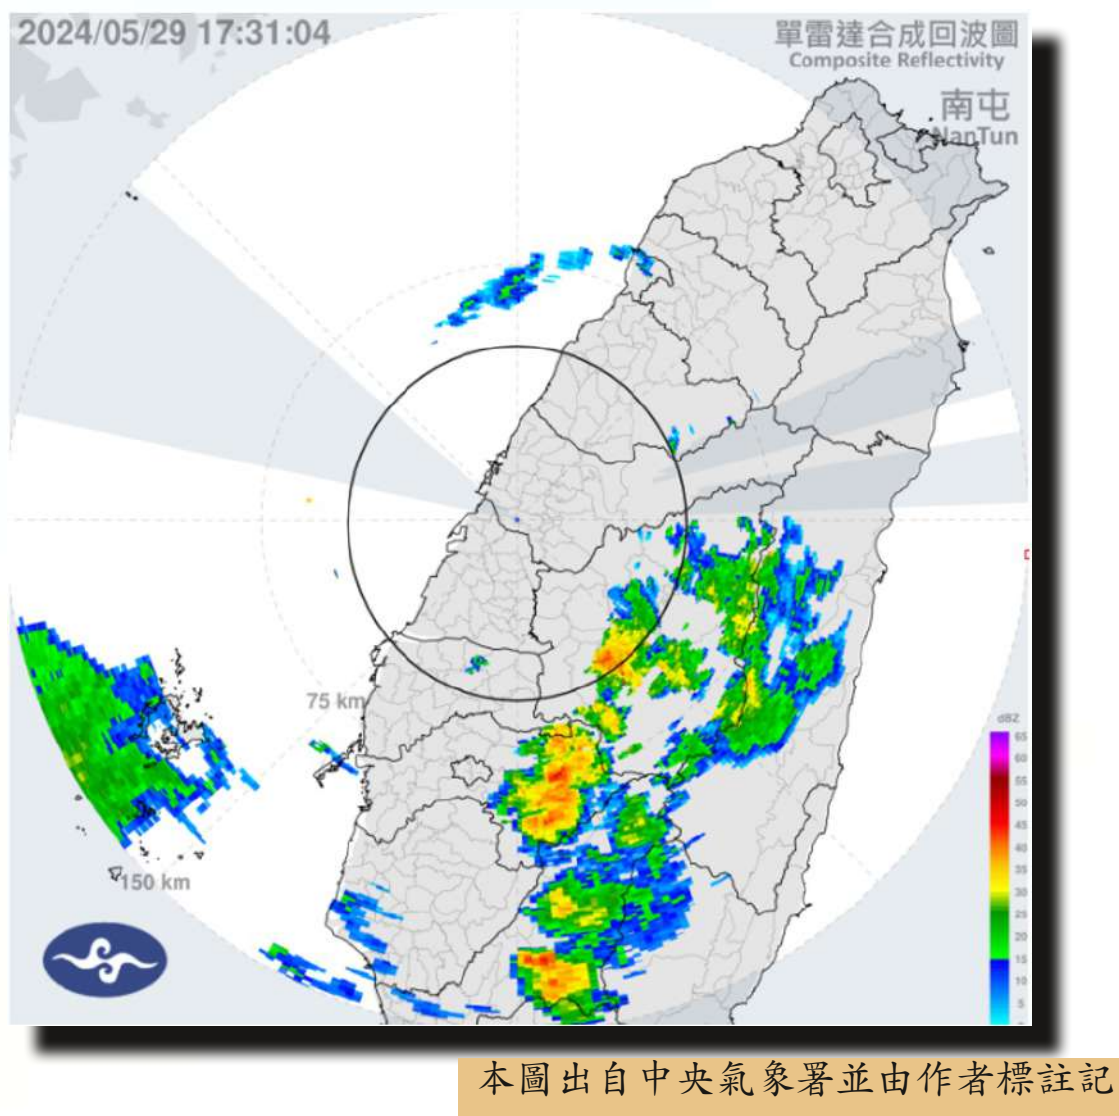 2024/05/29 17:31:04
單雷達合成回波圖
Composite Reflectivity
南屯
NanTun
75 km
150 km
dBZ
65
60
55
50
45
40
35
30
25
20
15
10
5
0
本圖出自中央氣象署並由作者標註記